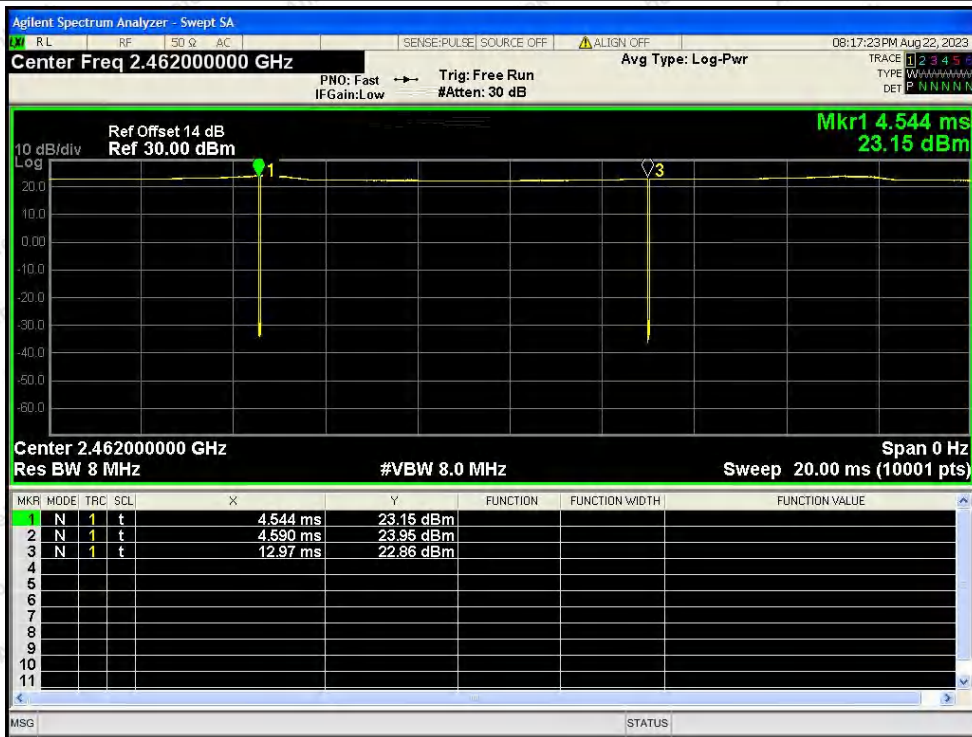 Agilent Spectrum Analyzer - Swept SA
LXI RL RF 50 Ω AC SENSE:PULSE SOURCE OFF ALIGN OFF 08:17:23 PM Aug 22, 2023
Center Freq 2.462000000 GHz Avg Type: Log-Pwr TRACE 1 2 3 4 5 6
PNO: Fast Trig: Free Run TYPE WWWWWW
IFGain:Low #Atten: 30 dB DET P N N N N N
Mkr1 4.544 ms
Ref Offset 14 dB
10 dB/div Ref 30.00 dBm 23.15 dBm
Log
1
3
20.0
10.0
0.00
-10.0
-20.0
-30.0
-40.0
-50.0
-60.0
Center 2.462000000 GHz Span 0 Hz
Res BW 8 MHz #VBW 8.0 MHz Sweep 20.00 ms (10001 pts)
MKR MODE TRC SCL X Y FUNCTION FUNCTION WIDTH FUNCTION VALUE
1 N 1 t 4.544 ms 23.15 dBm
2 N 1 t 4.590 ms 23.95 dBm
3 N 1 t 12.97 ms 22.86 dBm
4
5
6
7
8
9
10
11
MSG STATUS